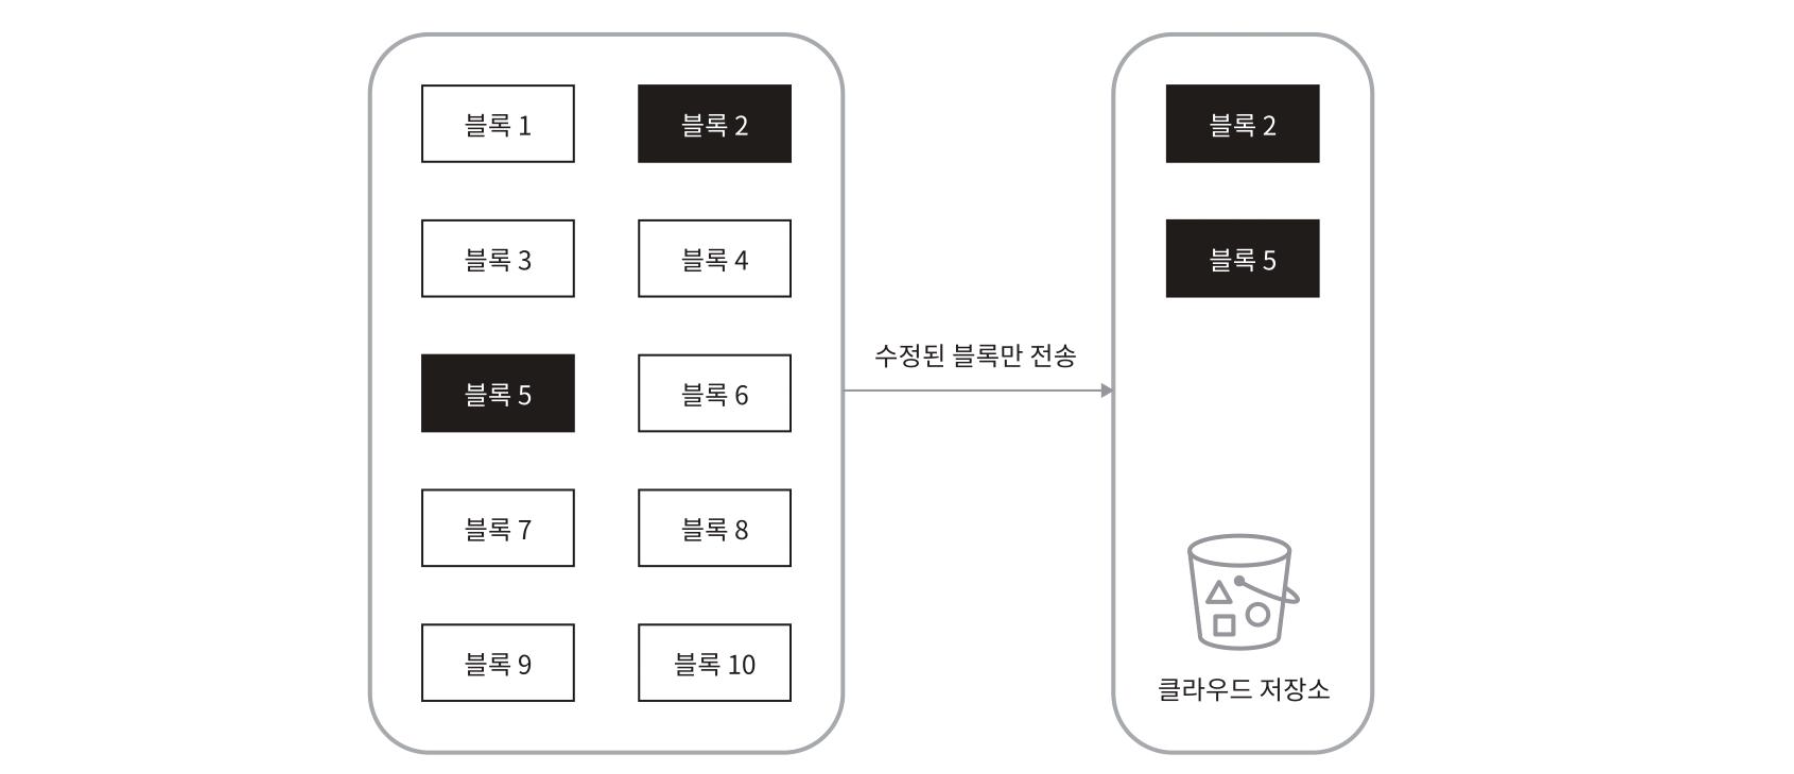 블록 1
블록 2
블록 3
블록 4
블록 5
블록 6
블록 7
블록 8
블록 9
블록 10
수정된 블록만 전송
블록 2
블록 5
클라우드 저장소